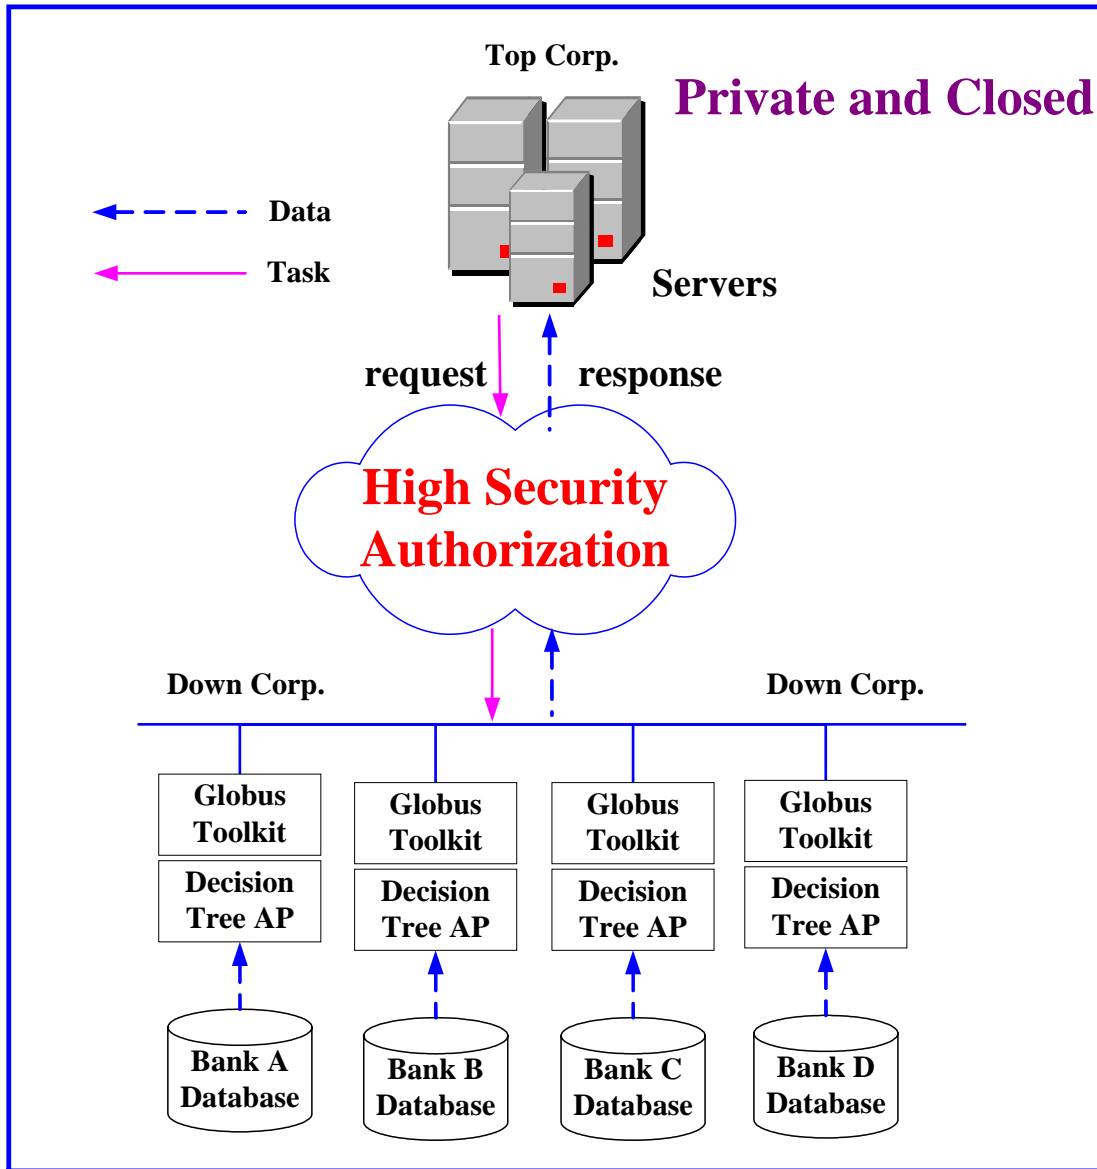 Top Corp.
Private and Closed
Data
Task
Servers
request
response
High Security
Authorization
Down Corp.
Down Corp.
Globus
Toolkit
Globus
Toolkit
Globus
Toolkit
Globus
Toolkit
Decision
Tree AP
Decision
Tree AP
Decision
Tree AP
Decision
Tree AP
Bank A
Database
Bank B
Database
Bank C
Database
Bank D
Database